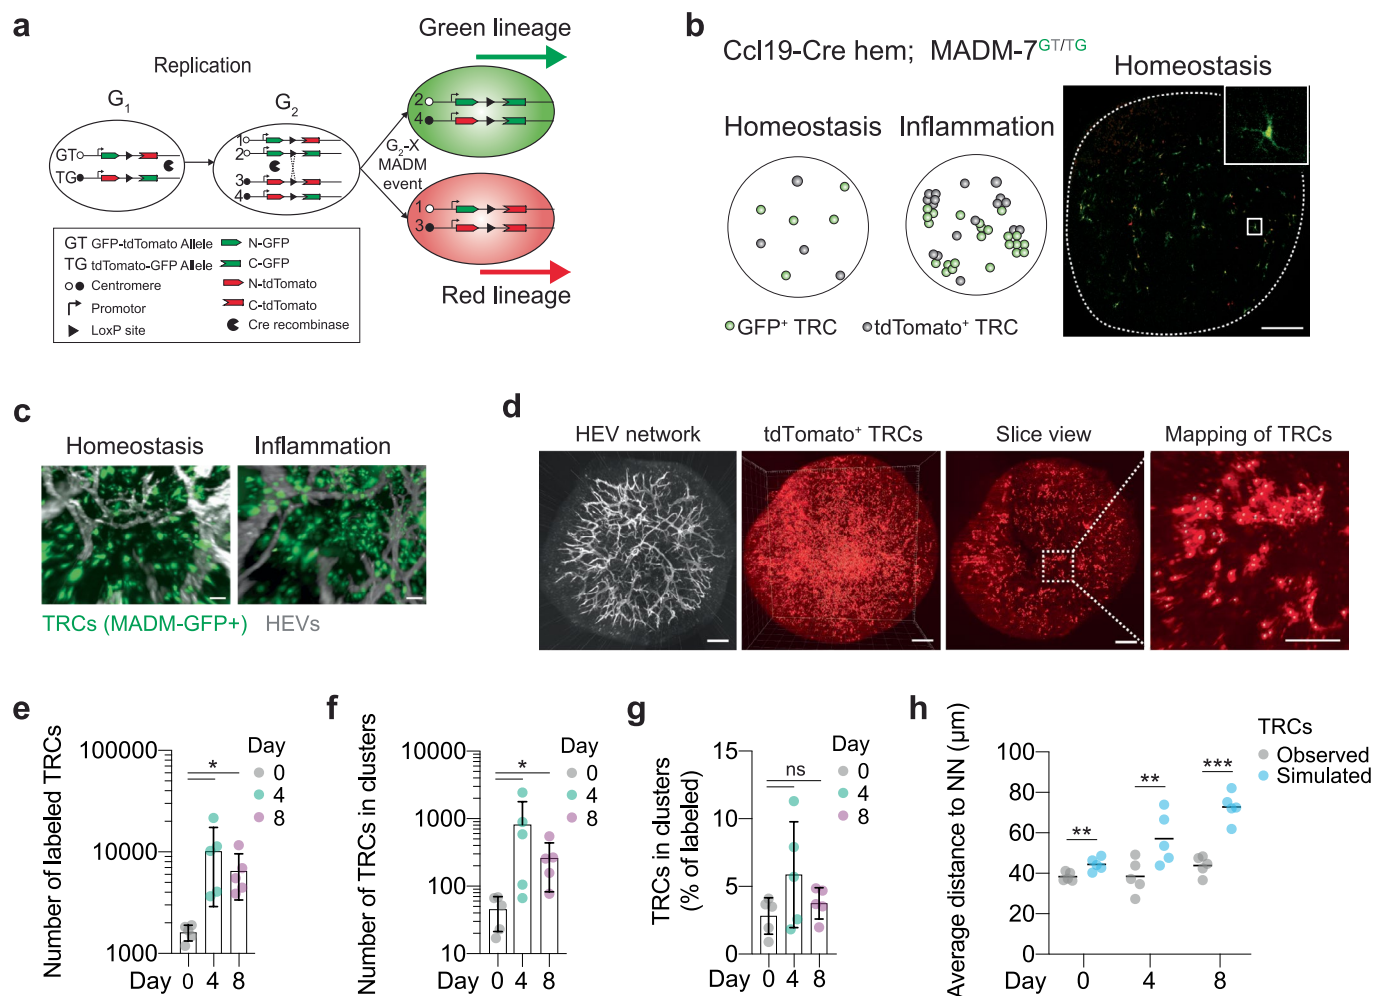 a
Green lineage
Replication
G1
G2
GT
TG
1
2
3
4
G2-X
MADM
event
2
4
1
3
Red lineage
GT GFP-tdTomato Allele
TG tdTomato-GFP Allele
Centromere
Promotor
LoxP site
N-GFP
C-GFP
N-tdTomato
C-tdTomato
Cre recombinase
b
Ccl19-Cre hem; MADM-7GT/TG
Homeostasis
Homeostasis Inflammation
GFP+ TRC tdTomato+ TRC
c
Homeostasis Inflammation
TRCs (MADM-GFP+) HEVs
d
HEV network tdTomato+ TRCs Slice view Mapping of TRCs
e
Number of labeled TRCs
100000
10000
1000
*
Day
0
4
8
Day 0 4 8
f
Number of TRCs in clusters
10000
1000
100
10
*
Day
0
4
8
Day 0 4 8
g
TRCs in clusters
(% of labeled)
15
10
5
0
ns
Day
0
4
8
Day 0 4 8
h
Average distance to NN (µm)
100
80
60
40
20
0
**
**
***
TRCs
Observed
Simulated
Day 0 4 8